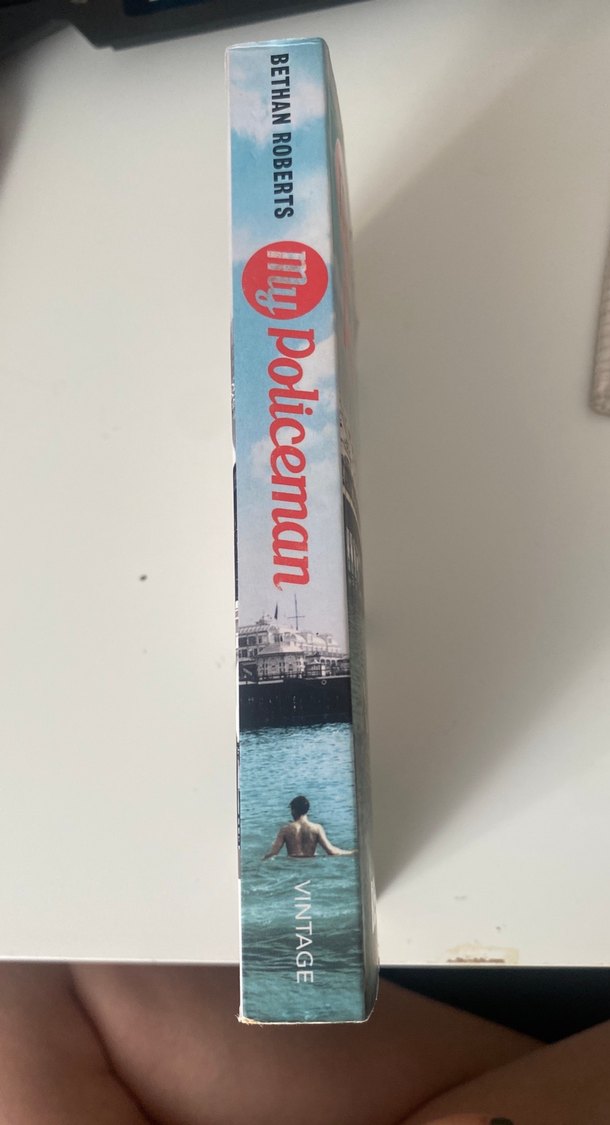 BETHAN ROBERTS
my policeman
VINTAGE